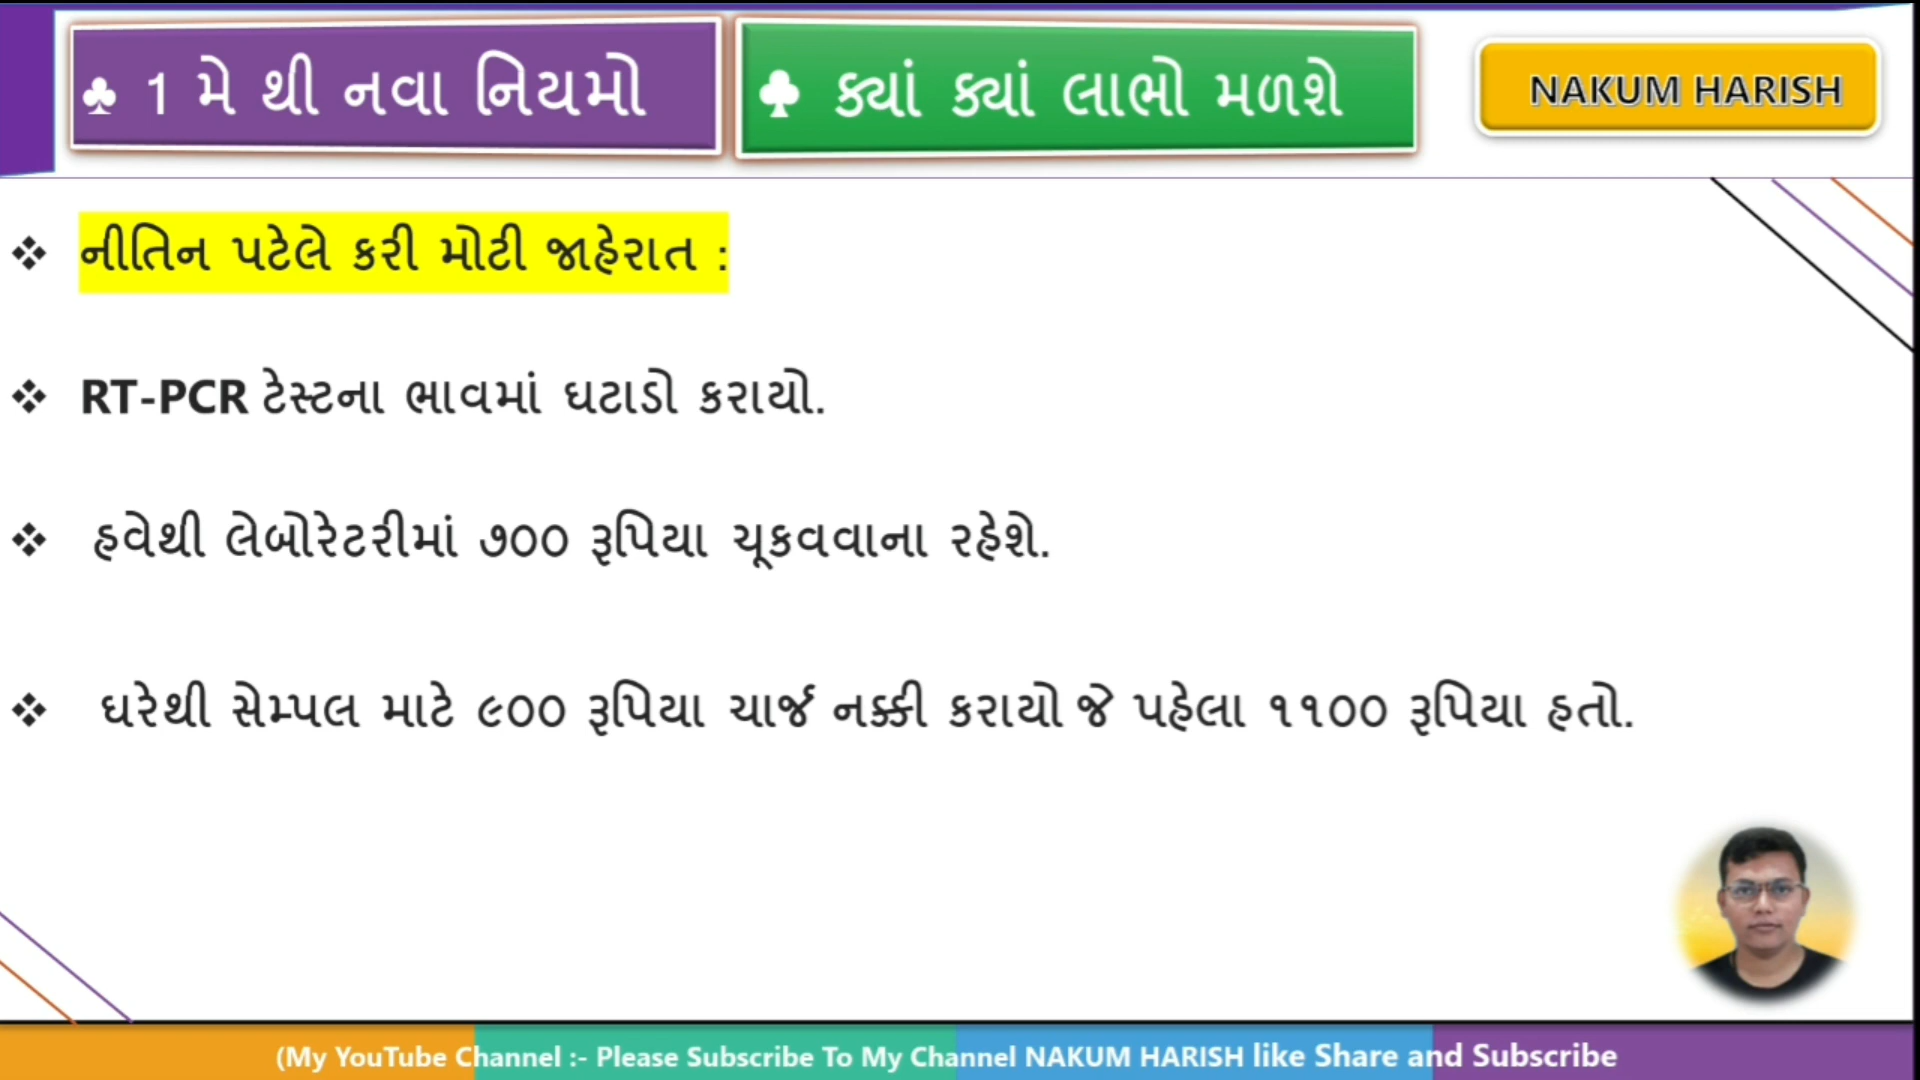 ♣ 1 મે થી નવા નિયમો
♣ ક્યાં ક્યાં લાભો મળશે
NAKUM HARISH
❖ નીતિન પટેલે કરી મોટી જાહેરાત :
❖ RT-PCR ટેસ્ટના ભાવમાં ઘટાડો કરાયો.
❖ હવેથી લેબોરેટરીમાં ૭૦૦ રૂપિયા ચૂકવવાના રહેશે.
❖ ઘરેથી સેમ્પલ માટે ૯૦૦ રૂપિયા ચાર્જ નક્કી કરાયો જે પહેલા ૧૧૦૦ રૂપિયા હતો.
(My YouTube Channel :- Please Subscribe To My Channel NAKUM HARISH like Share and Subscribe